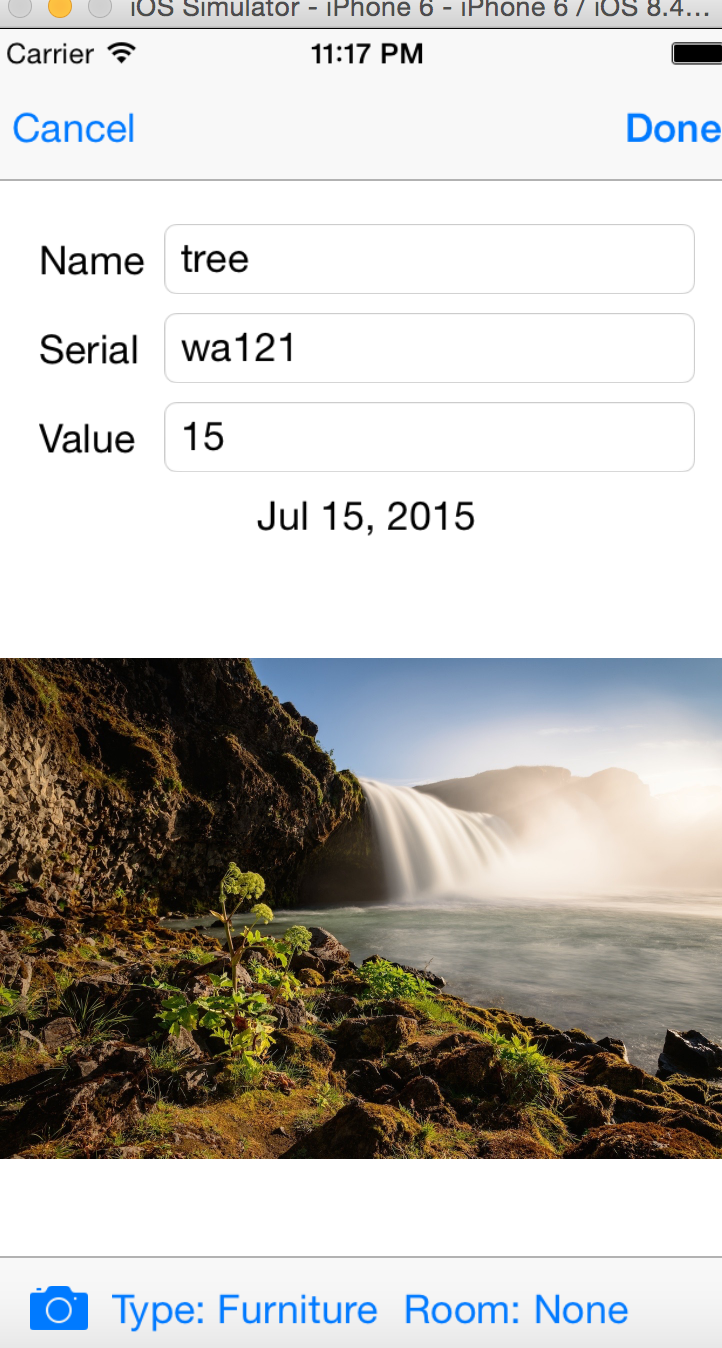 iOS Simulator - iPhone 6 - iPhone 6 / iOS 8.4...
Carrier 11:17 PM
Cancel Done
Name tree
Serial wa121
Value 15
Jul 15, 2015
Type: Furniture Room: None